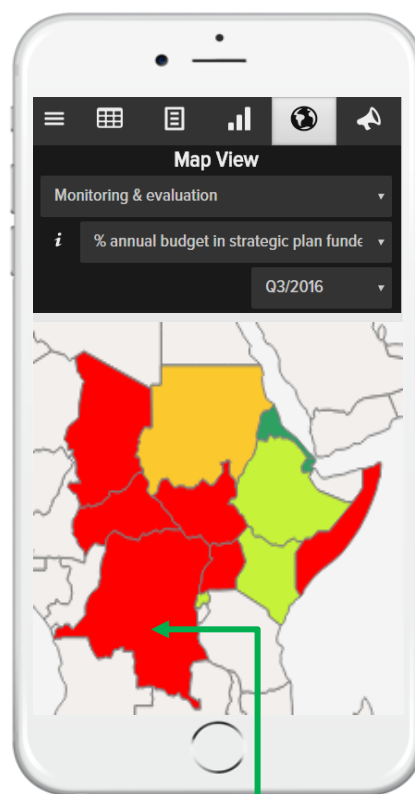 Map View
Monitoring & evaluation
i % annual budget in strategic plan funde
Q3/2016